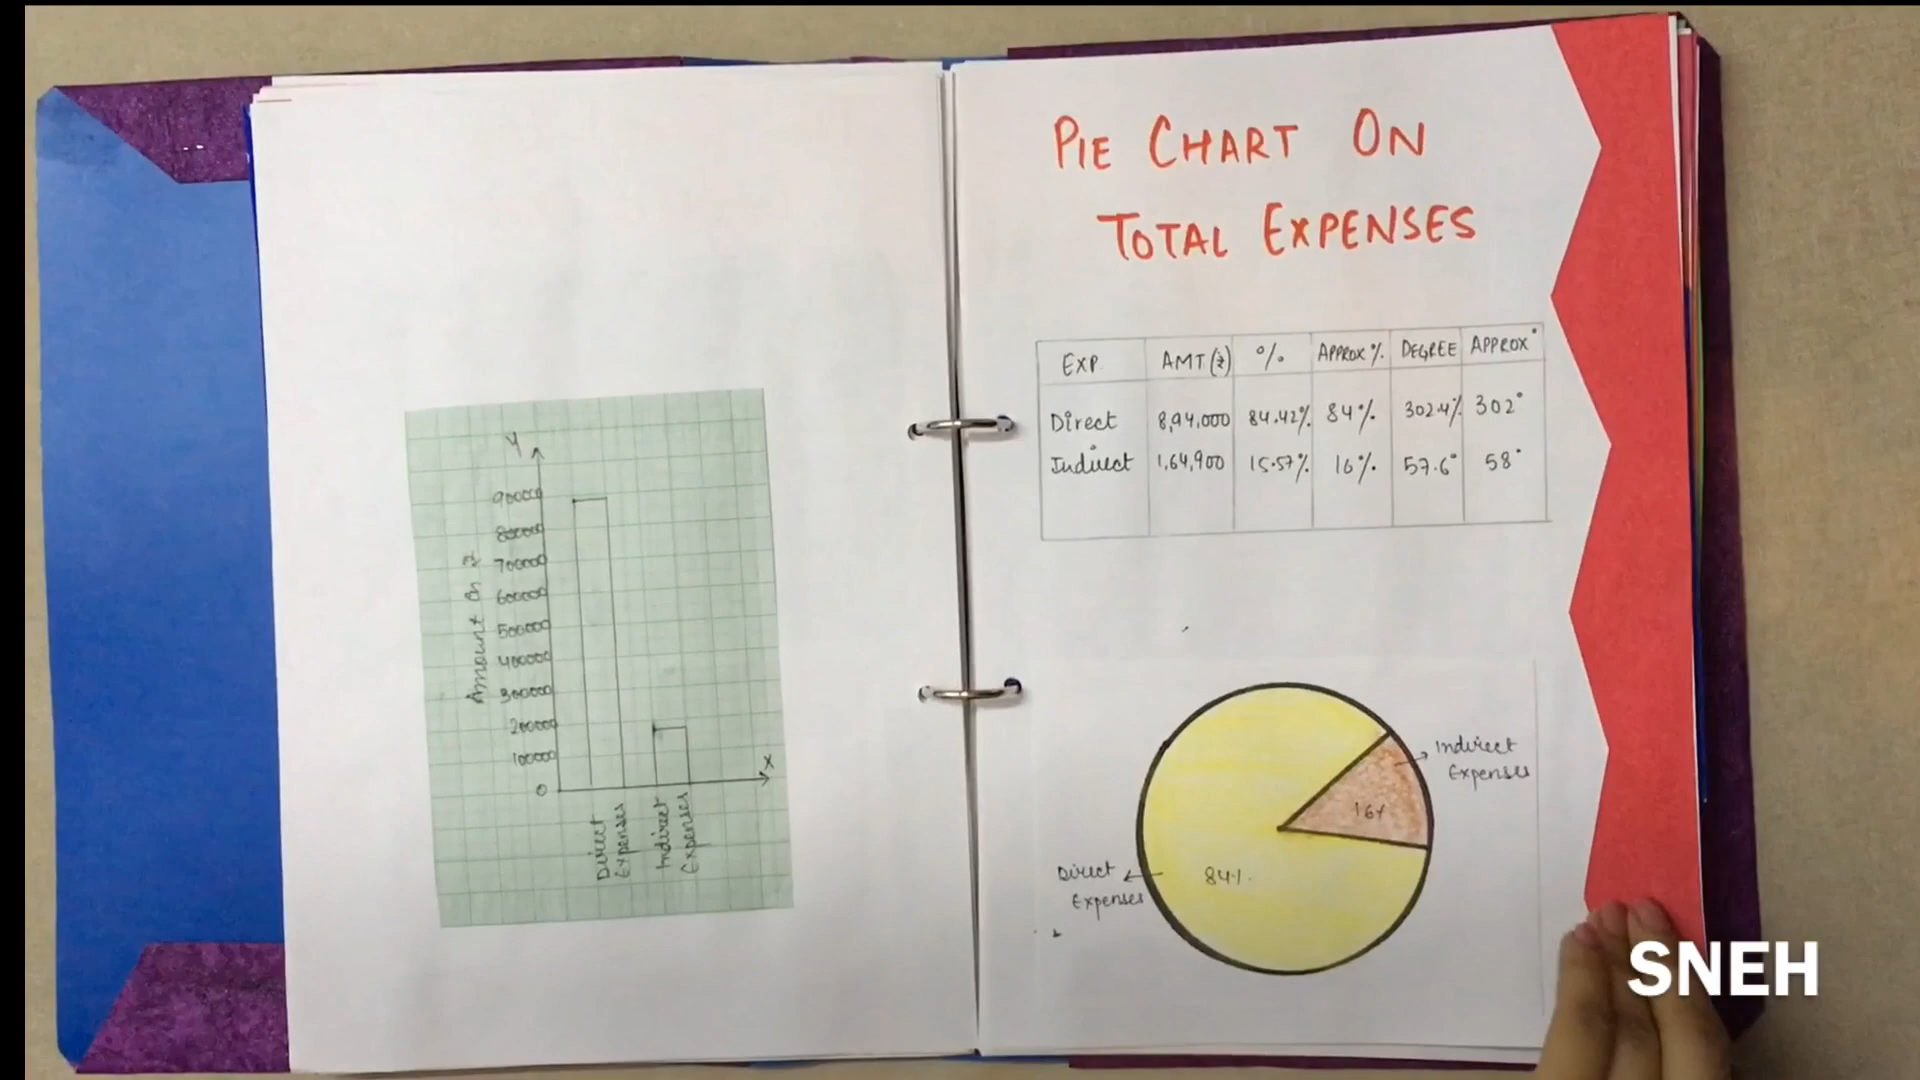 Y
Amount in ₹
900000
800000
700000
600000
500000
400000
300000
200000
100000
0
X
Direct Expenses
Indirect Expenses
PIE CHART ON
TOTAL EXPENSES
EXP. AMT (₹) % APPROX %. DEGREE APPROX°
Direct 8,94,000 84.42%. 84%. 302.4% 302°
Indirect 1,64,900 15.57%. 16%. 57.6° 58°
Indirect
Expenses
16%
Direct
Expenses
84%.
SNEH